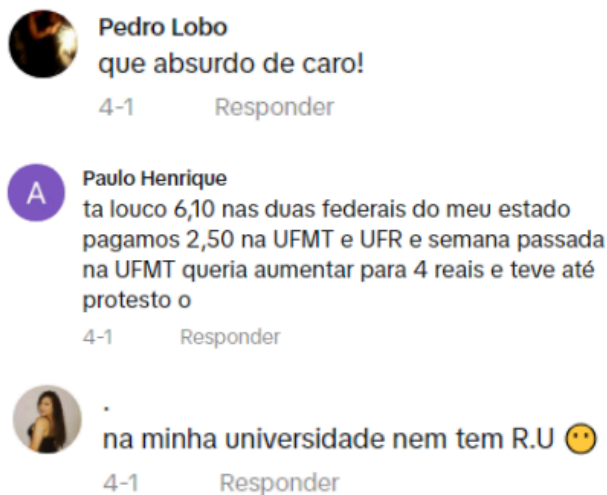 Pedro Lobo
que absurdo de caro!
4-1 Responder
A
Paulo Henrique
ta louco 6,10 nas duas federais do meu estado
pagamos 2,50 na UFMT e UFR e semana passada
na UFMT queria aumentar para 4 reais e teve até
protesto o
4-1 Responder
.
na minha universidade nem tem R.U 😶
4-1 Responder